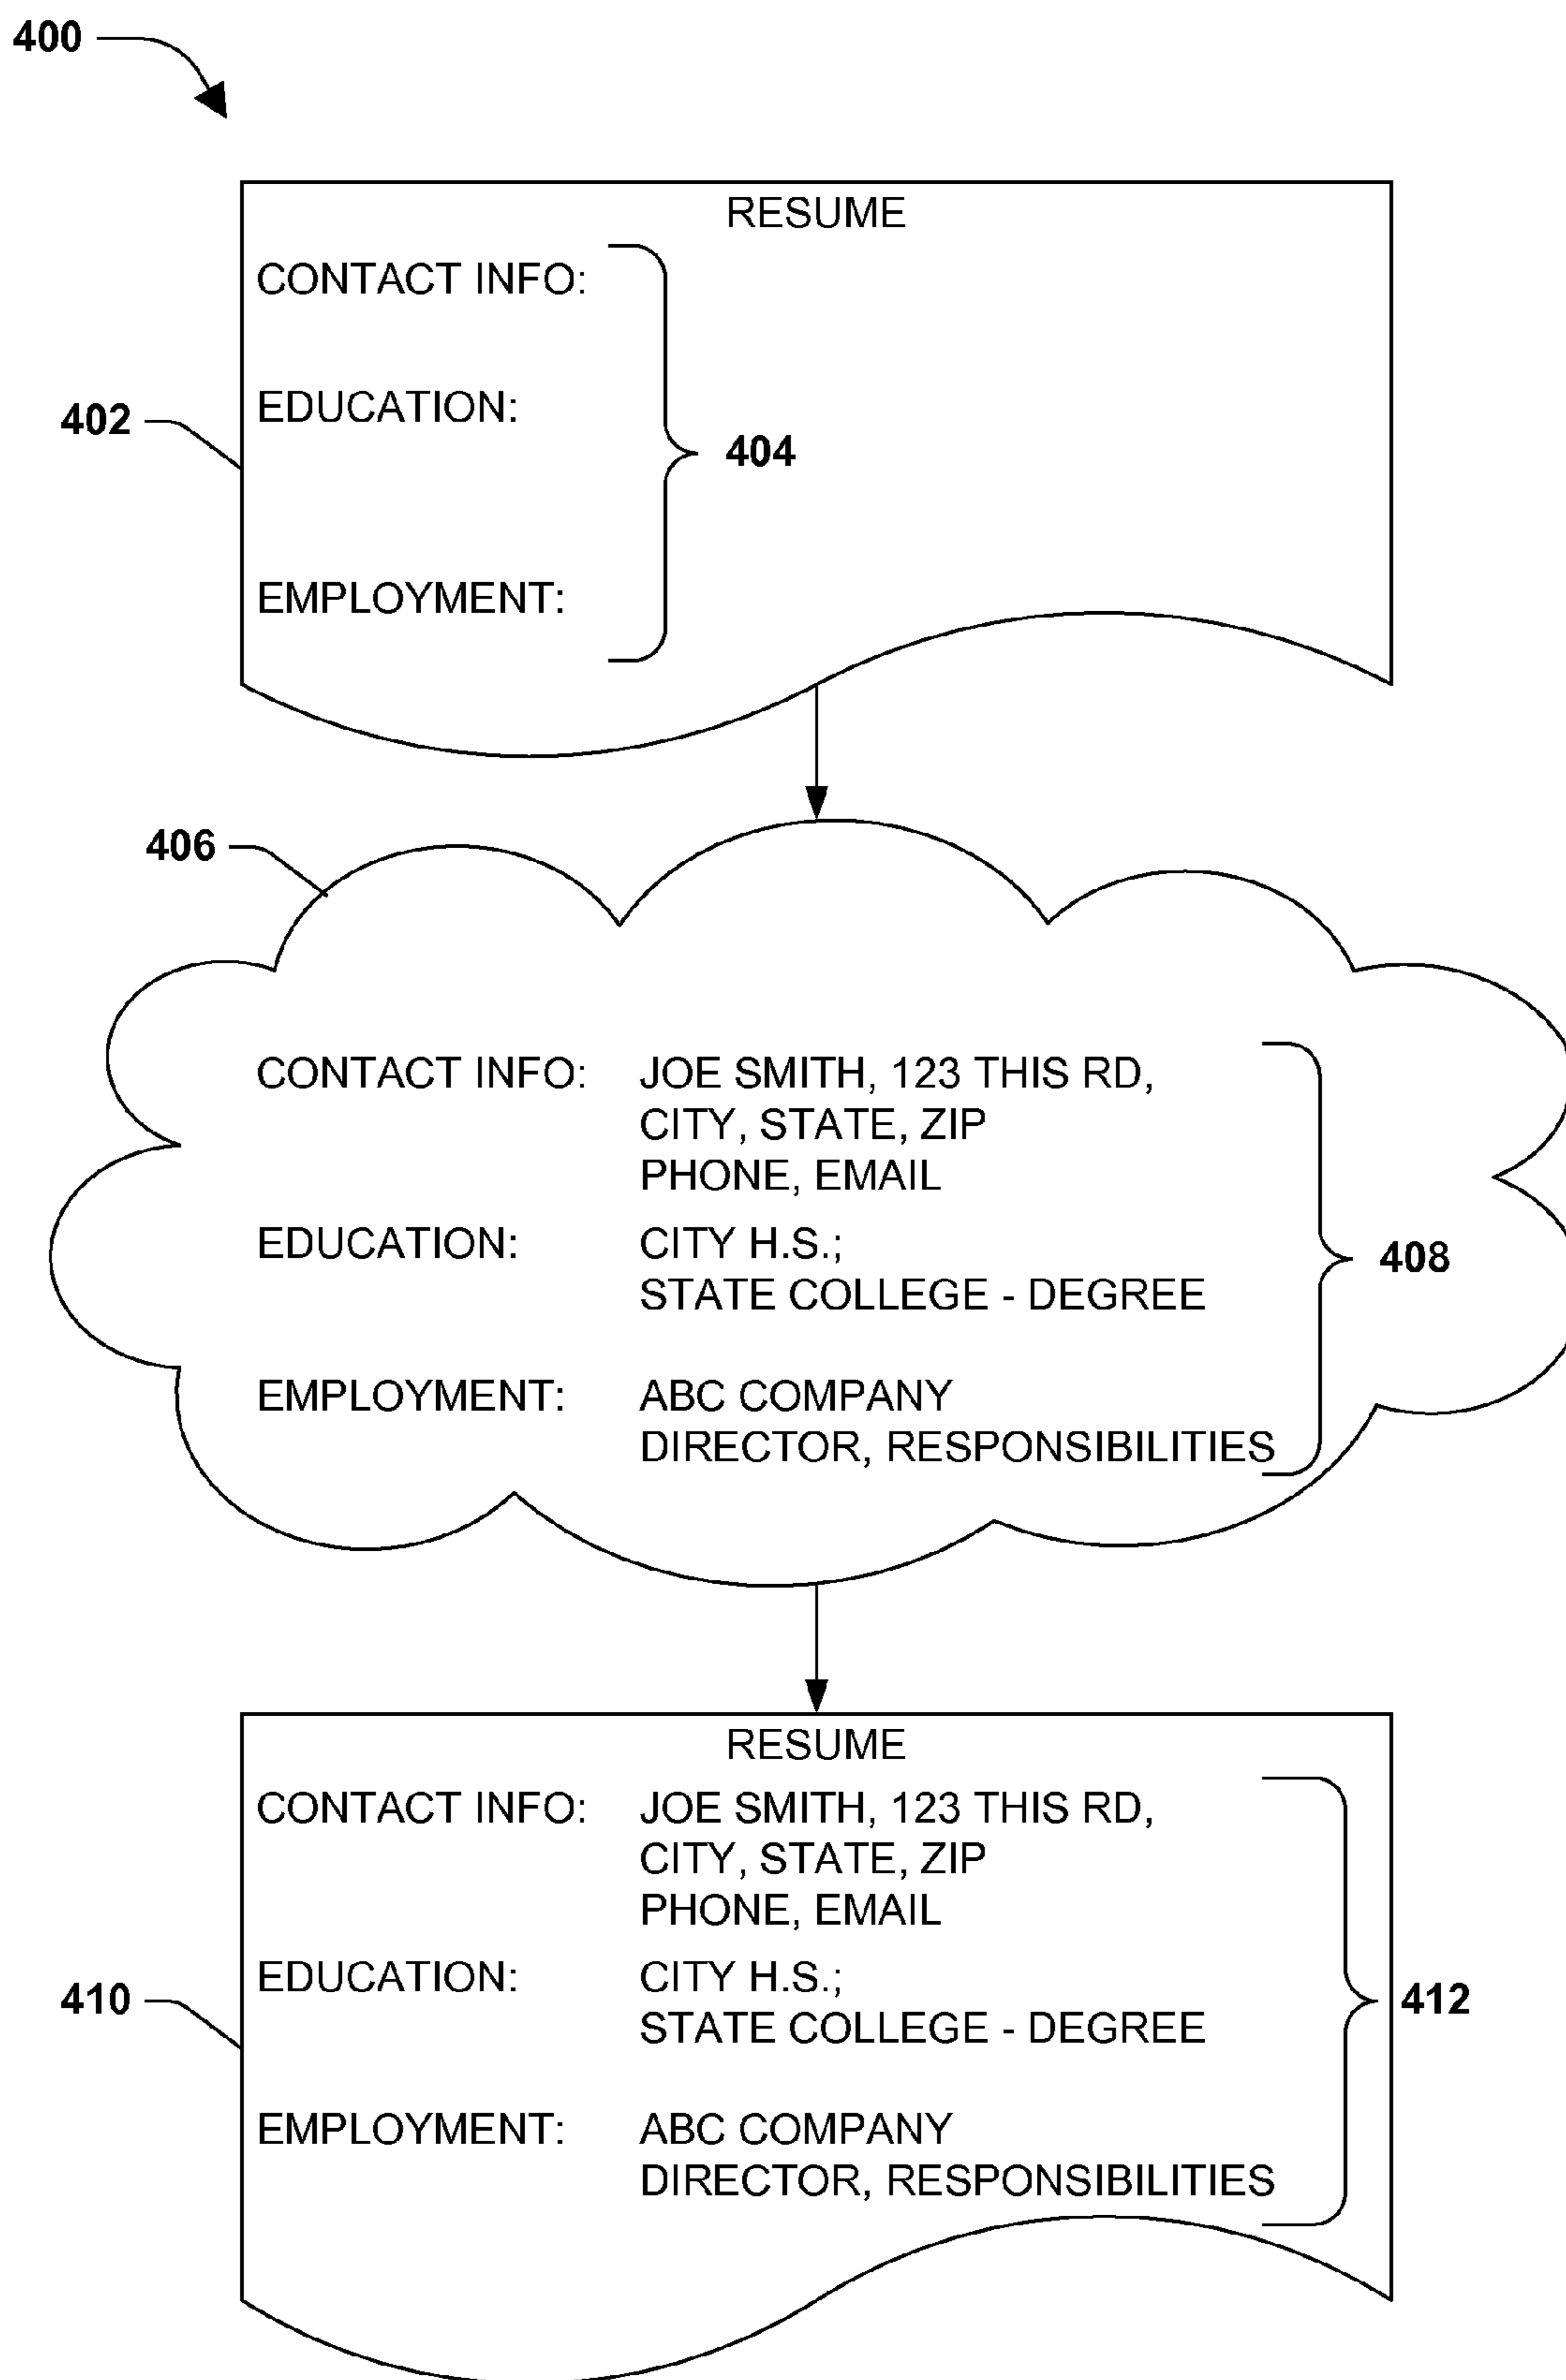 400
RESUME
CONTACT INFO:
EDUCATION:
402
404
EMPLOYMENT:
406
CONTACT INFO: JOE SMITH, 123 THIS RD,
CITY, STATE, ZIP
PHONE, EMAIL
EDUCATION: CITY H.S.;
408
STATE COLLEGE - DEGREE
EMPLOYMENT: ABC COMPANY
DIRECTOR, RESPONSIBILITIES
RESUME
CONTACT INFO: JOE SMITH, 123 THIS RD,
CITY, STATE, ZIP
PHONE, EMAIL
EDUCATION: CITY H.S.;
410
412
STATE COLLEGE - DEGREE
EMPLOYMENT: ABC COMPANY
DIRECTOR, RESPONSIBILITIES